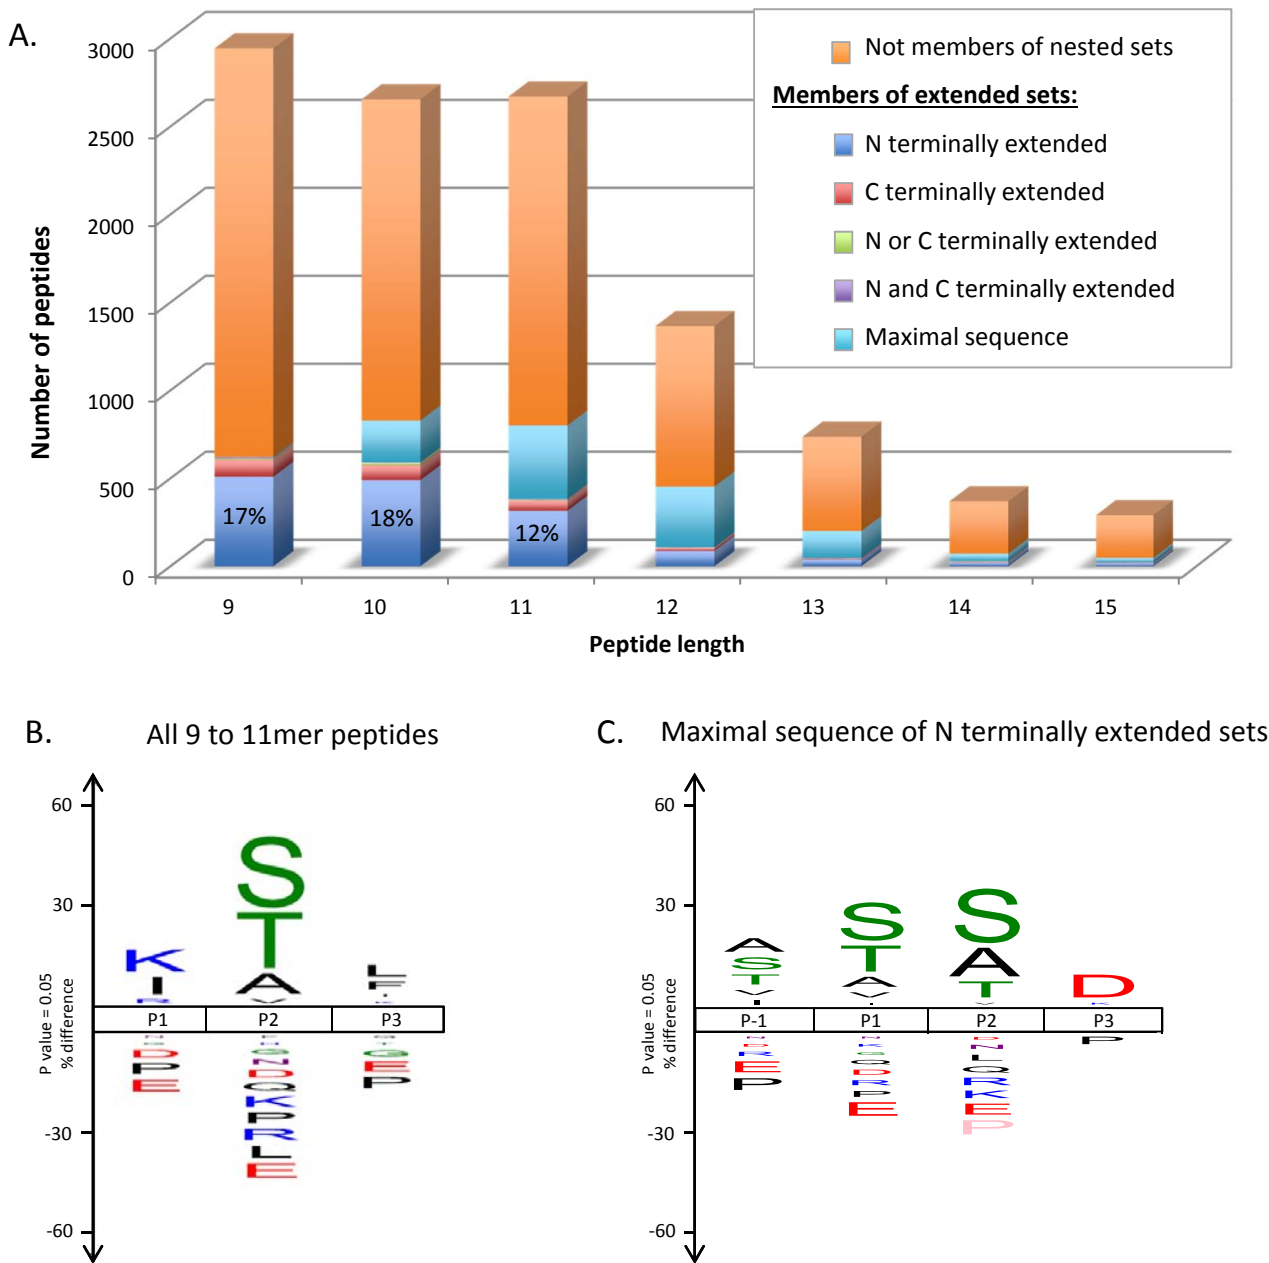 A.
3000
2500
2000
1500
1000
500
0
Number of peptides
17%
18%
12%
9 10 11 12 13 14 15
Peptide length
Not members of nested sets
Members of extended sets:
N terminally extended
C terminally extended
N or C terminally extended
N and C terminally extended
Maximal sequence
B. All 9 to 11mer peptides
60
30
-30
-60
P value = 0.05
% difference
K
I
R
S
T
A
V
L
F
I
K
P1 P2 P3
D
P
E
G
N
D
Q
K
P
R
L
E
G
E
P
C. Maximal sequence of N terminally extended sets
60
30
-30
-60
P value = 0.05
% difference
A
S
T
V
I
S
T
A
V
S
A
T
V
D
K
P-1 P1 P2 P3
N
D
R
E
P
N
K
G
Q
D
R
P
E
D
N
L
Q
R
K
E
P
P